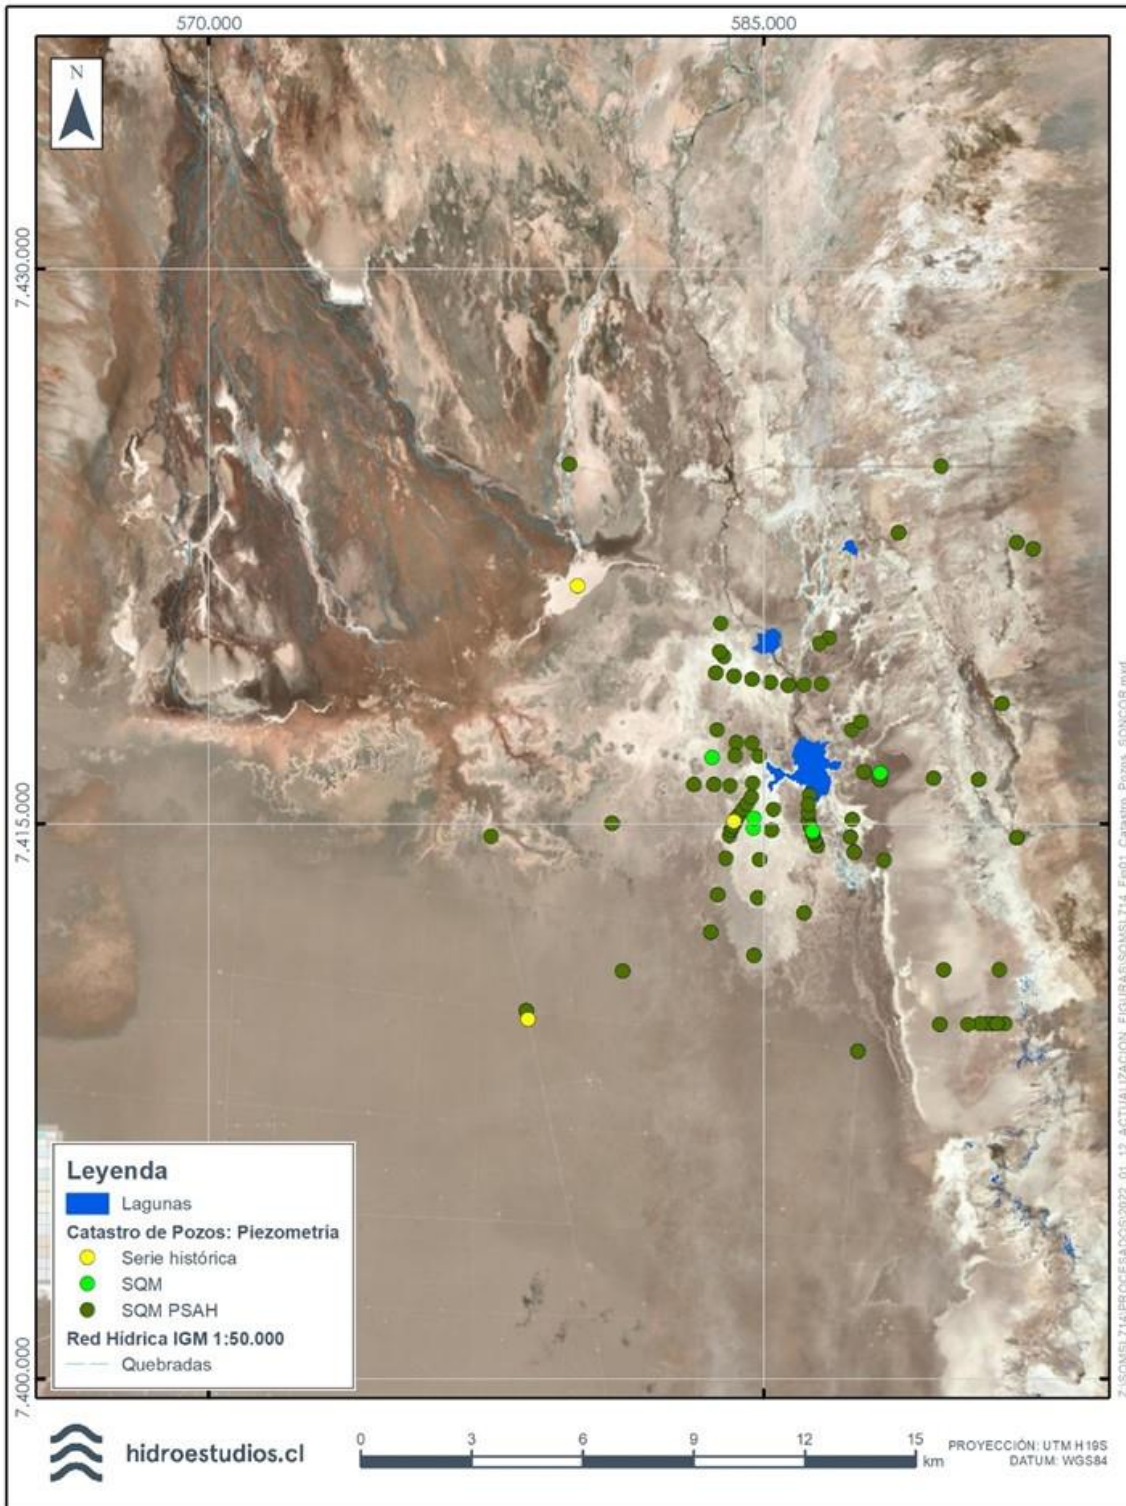 570.000
585.000
N
7.430.000
7.415.000
7.400.000
Leyenda
Lagunas
Catastro de Pozos: Piezometría
Serie histórica
SQM
SQM PSAH
Red Hídrica IGM 1:50.000
Quebradas
hidroestudios.cl
0 3 6 9 12 15
km
PROYECCIÓN: UTM H19S
DATUM: WGS84